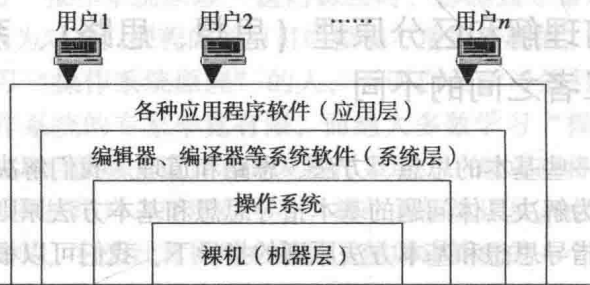 用户1 用户2 …… 用户n
各种应用程序软件（应用层）
编辑器、编译器等系统软件（系统层）
操作系统
裸机（机器层）